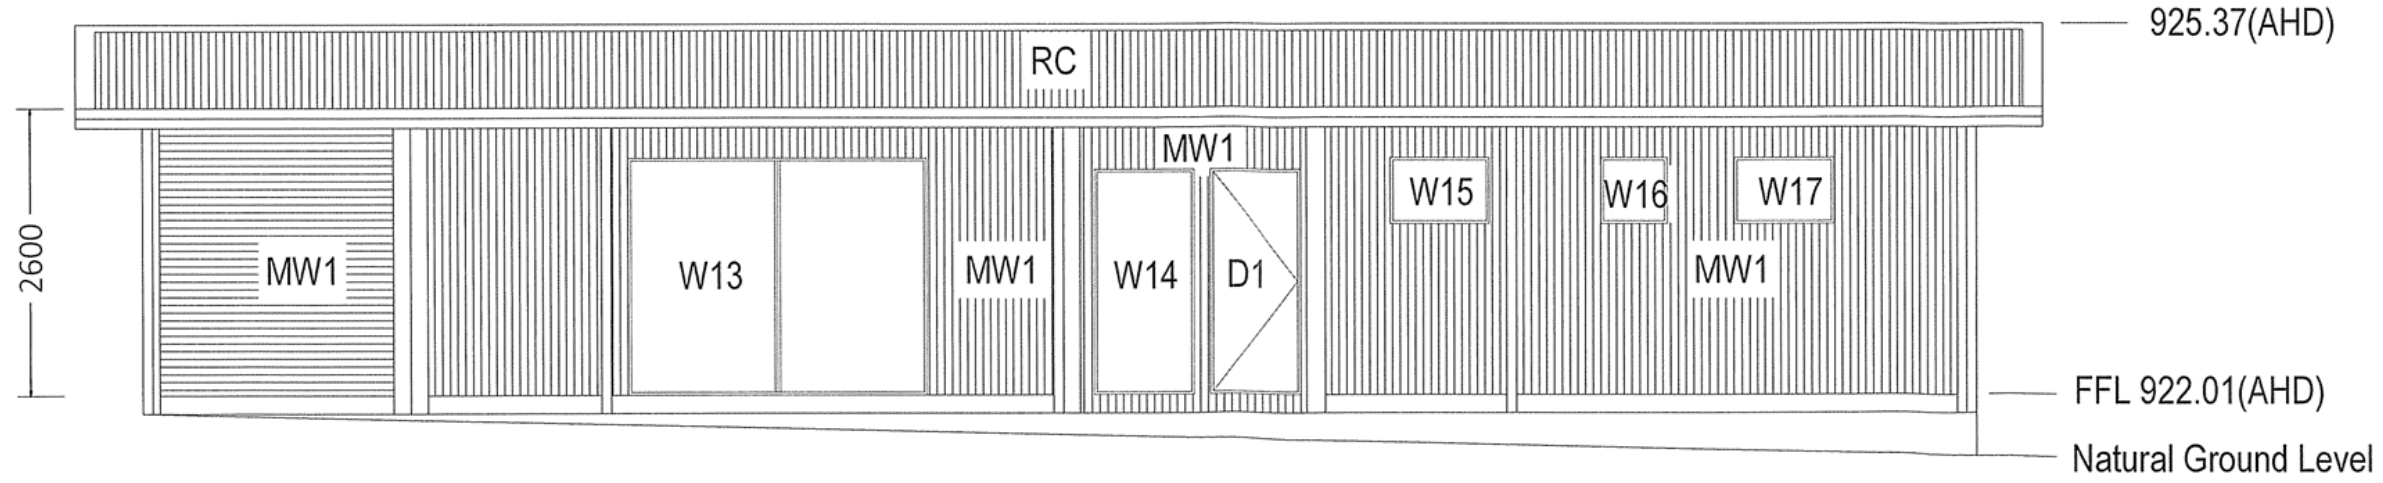 925.37(AHD)
RC
MW1
W15
W16
W17
2600
MW1
W13
MW1
W14
D1
MW1
FFL 922.01(AHD)
Natural Ground Level